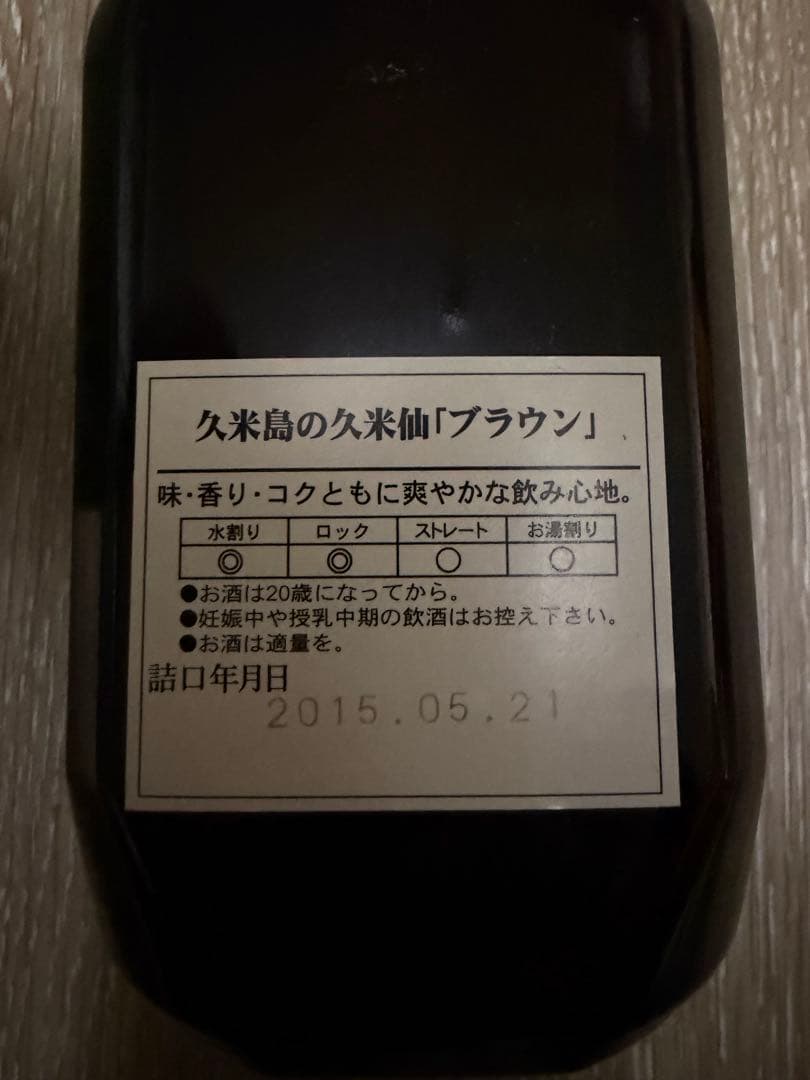 久米島の久米仙「ブラウン」
味・香り・コクともに爽やかな飲み心地。
水割り ロック ストレート お湯割り
◎ ◎ ○ ○
●お酒は20歳になってから。
●妊娠中や授乳中期の飲酒はお控え下さい。
●お酒は適量を。
詰口年月日
2015.05.21